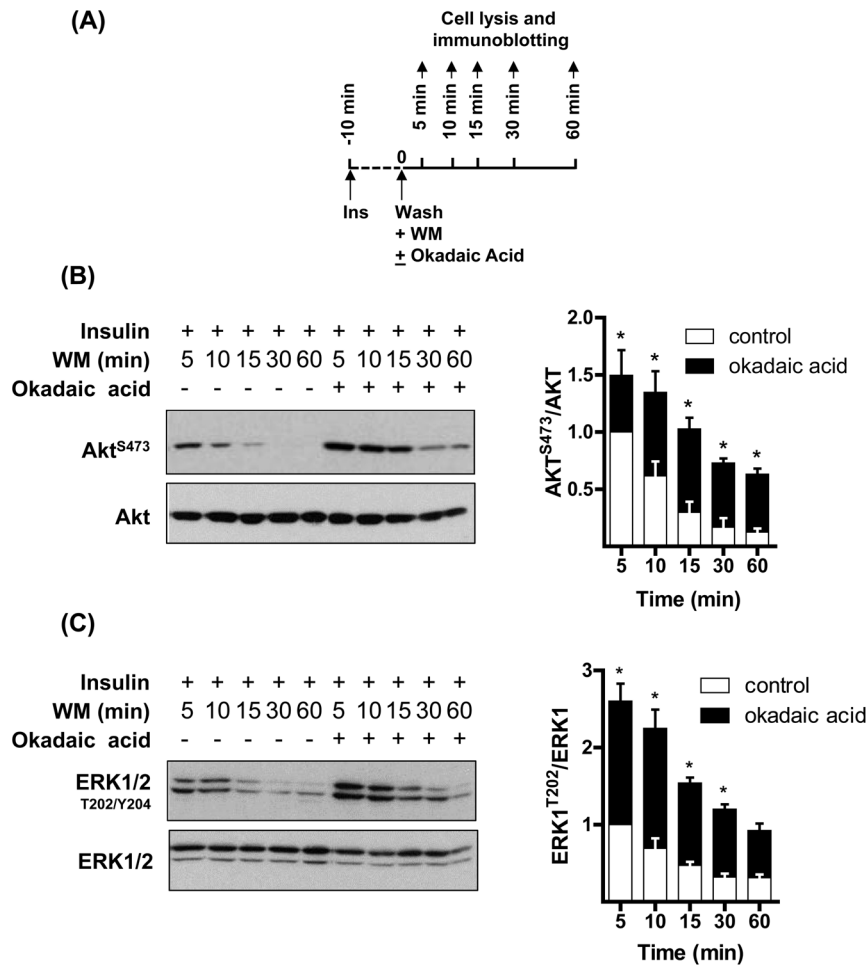 (A)
Cell lysis and
immunoblotting
-10 min
5 min
10 min
15 min
30 min
60 min
0
Ins
Wash
+ WM
+ Okadaic Acid
(B)
Insulin + + + + + + + + + +
WM (min) 5 10 15 30 60 5 10 15 30 60
Okadaic acid - - - - - + + + + +
Akt^S473
Akt
2.0
1.5
1.0
0.5
AKT^S473/AKT
* * * * *
control
okadaic acid
5 10 15 30 60
Time (min)
(C)
Insulin + + + + + + + + + +
WM (min) 5 10 15 30 60 5 10 15 30 60
Okadaic acid - - - - - + + + + +
ERK1/2
T202/Y204
ERK1/2
3
2
1
ERK1^T202/ERK1
* * * *
control
okadaic acid
5 10 15 30 60
Time (min)